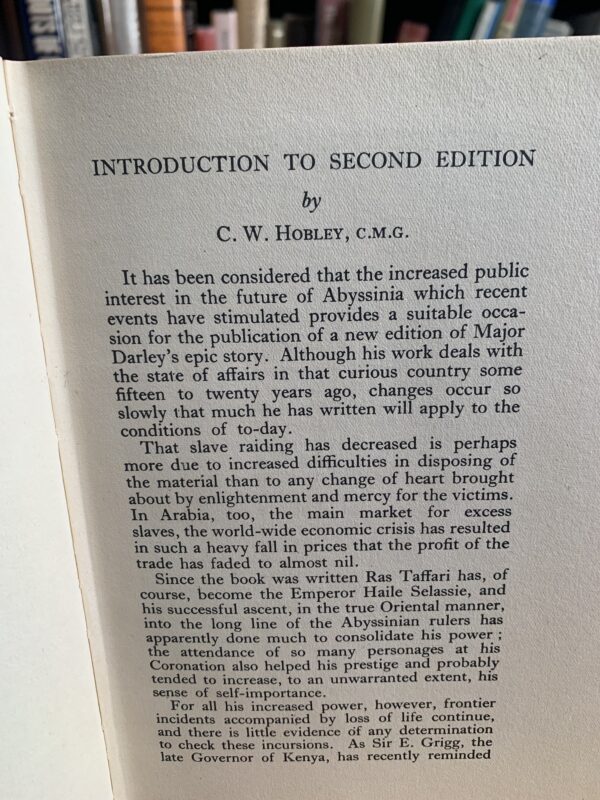 INTRODUCTION TO SECOND EDITION
by
C. W. HOBLEY, C.M.G.
It has been considered that the increased public
interest in the future of Abyssinia which recent
events have stimulated provides a suitable occa-
sion for the publication of a new edition of Major
Darley's epic story. Although his work deals with
the state of affairs in that curious country some
fifteen to twenty years ago, changes occur so
slowly that much he has written will apply to the
conditions of to-day.
That slave raiding has decreased is perhaps
more due to increased difficulties in disposing of
the material than to any change of heart brought
about by enlightenment and mercy for the victims.
In Arabia, too, the main market for excess
slaves, the world-wide economic crisis has resulted
in such a heavy fall in prices that the profit of the
trade has faded to almost nil.
Since the book was written Ras Taffari has, of
course, become the Emperor Haile Selassie, and
his successful ascent, in the true Oriental manner,
into the long line of the Abyssinian rulers has
apparently done much to consolidate his power ;
the attendance of so many personages at his
Coronation also helped his prestige and probably
tended to increase, to an unwarranted extent, his
sense of self-importance.
For all his increased power, however, frontier
incidents accompanied by loss of life continue,
and there is little evidence of any determination
to check these incursions. As Sir E. Grigg, the
late Governor of Kenya, has recently reminded